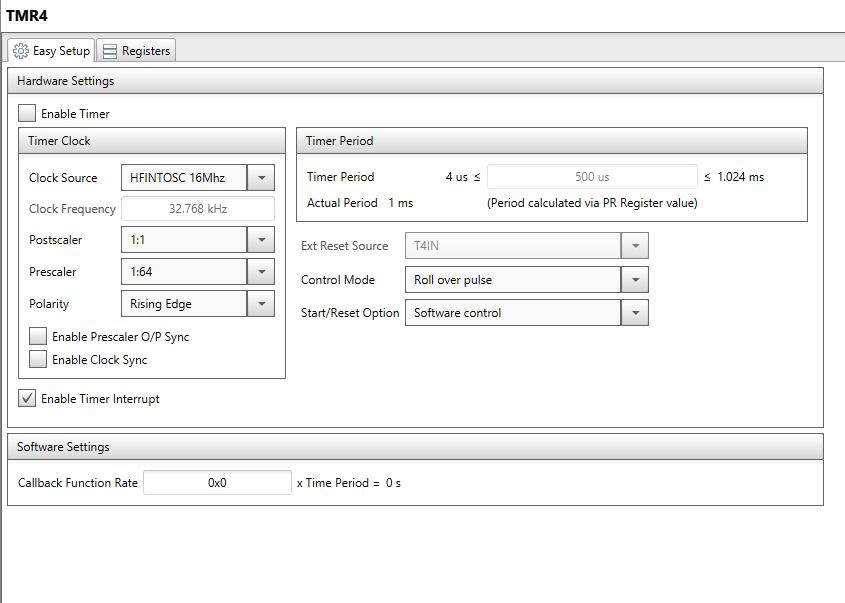 TMR4
Easy Setup Registers
Hardware Settings
Enable Timer
Timer Clock
Clock Source HFINTOSC 16Mhz
Clock Frequency 32.768 kHz
Postscaler 1:1
Prescaler 1:64
Polarity Rising Edge
Enable Prescaler O/P Sync
Enable Clock Sync
Timer Period
Timer Period 4 us ≤ 500 us ≤ 1.024 ms
Actual Period 1 ms (Period calculated via PR Register value)
Ext Reset Source T4IN
Control Mode Roll over pulse
Start/Reset Option Software control
Enable Timer Interrupt
Software Settings
Callback Function Rate 0x0 x Time Period = 0 s